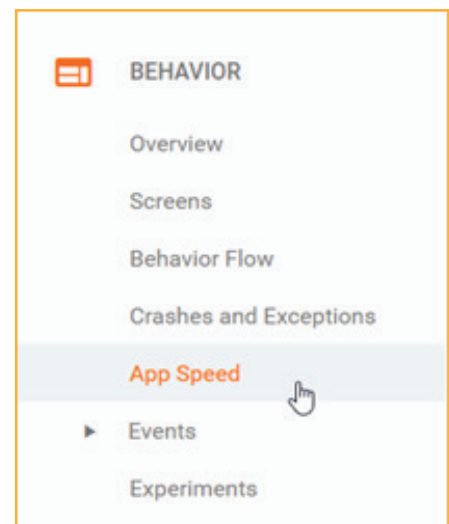 BEHAVIOR
Overview
Screens
Behavior Flow
Crashes and Exceptions
App Speed
Events
Experiments